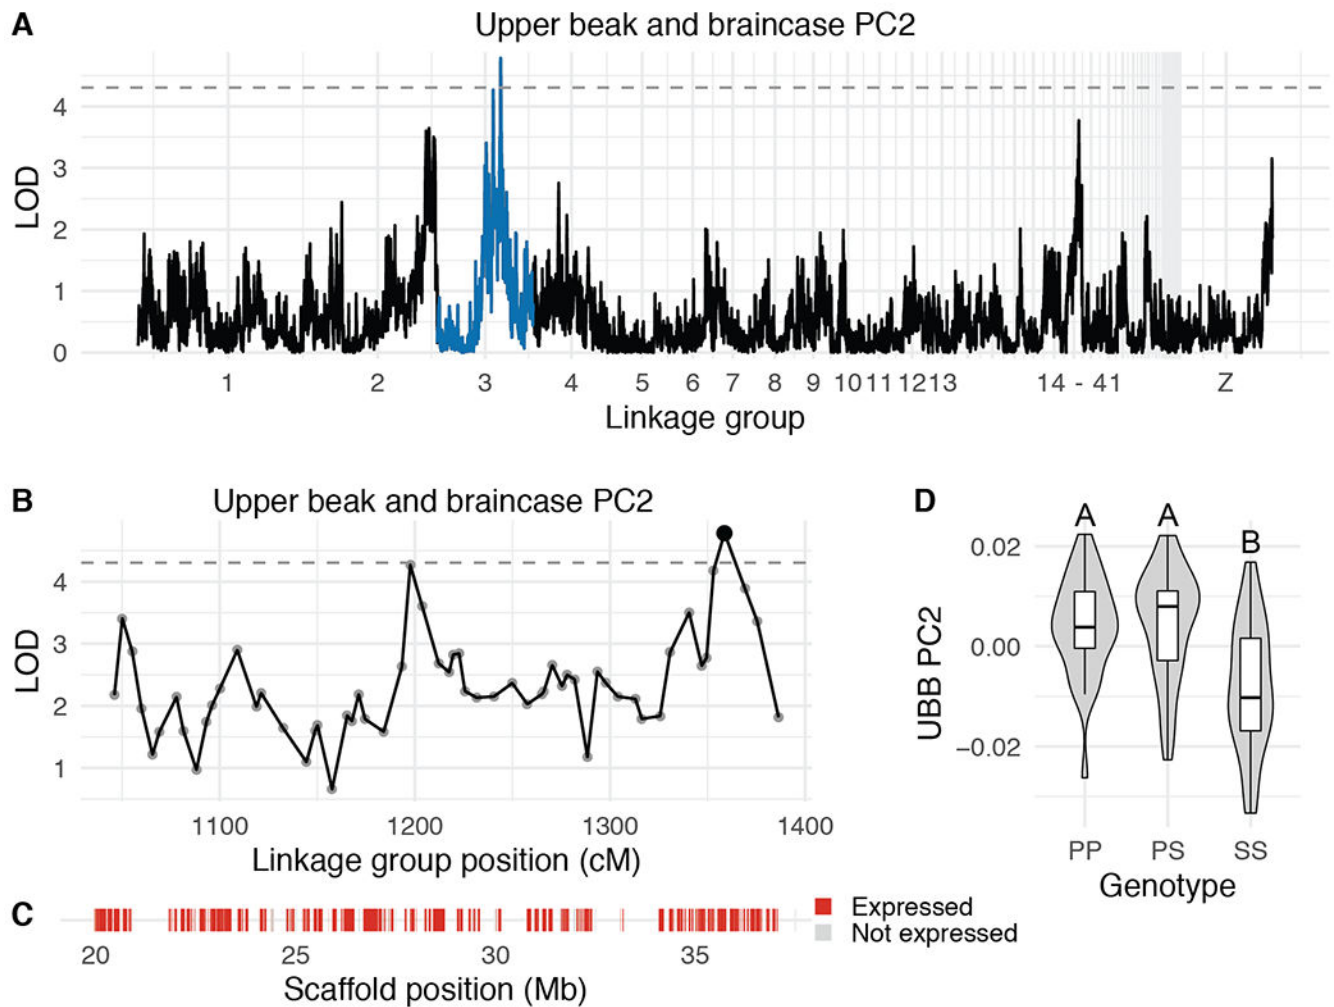 A
Upper beak and braincase PC2
LOD
4
3
2
1
0
1 2 3 4 5 6 7 8 9 10 11 12 13 14 - 41 Z
Linkage group
B
Upper beak and braincase PC2
LOD
4
3
2
1
1100 1200 1300 1400
Linkage group position (cM)
C
20 25 30 35
Scaffold position (Mb)
Expressed
Not expressed
D
UBB PC2
0.02
0.00
−0.02
A A B
PP PS SS
Genotype